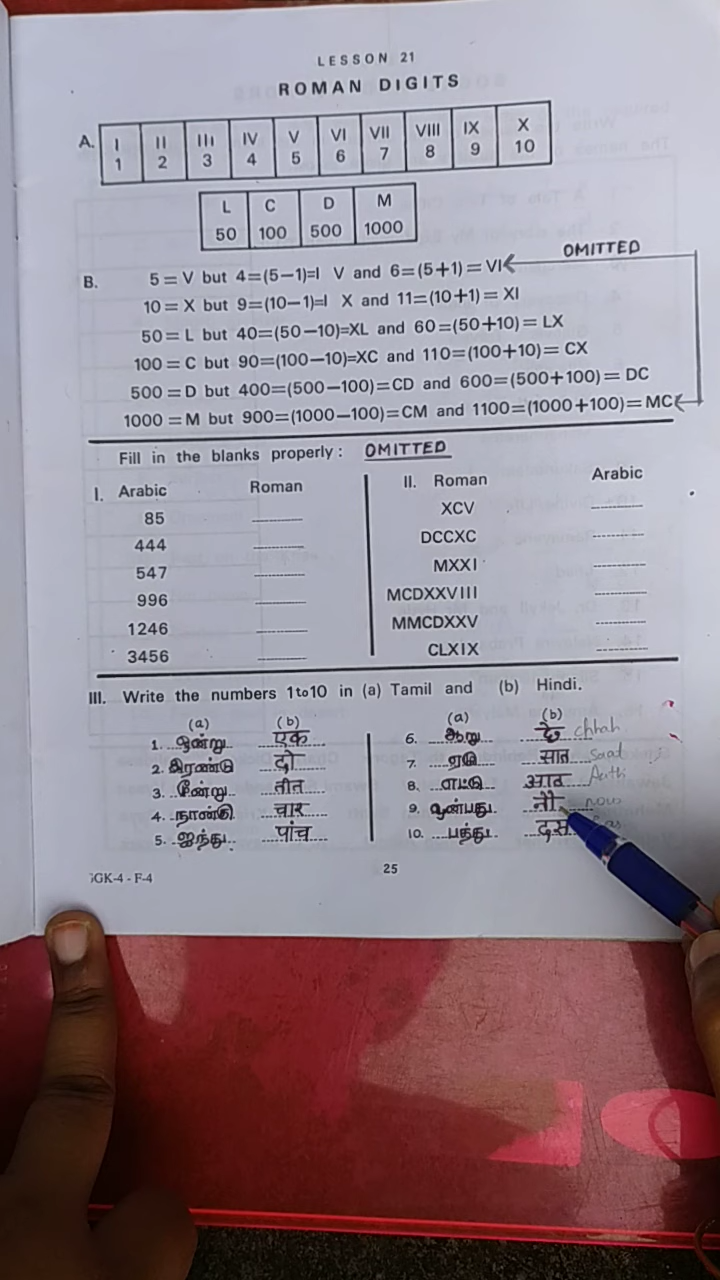 LESSON 21
ROMAN DIGITS
A.
I II III IV V VI VII VIII IX X
1 2 3 4 5 6 7 8 9 10
L C D M
50 100 500 1000
OMITTED
B. 5 = V but 4=(5−1)=I V and 6=(5+1) = VI
10 = X but 9=(10−1)=I X and 11=(10+1) = XI
50 = L but 40=(50−10)=XL and 60=(50+10) = LX
100 = C but 90=(100−10)=XC and 110=(100+10) = CX
500 = D but 400=(500−100)=CD and 600=(500+100) = DC
1000 = M but 900=(1000−100)=CM and 1100=(1000+100)=MC
Fill in the blanks properly : OMITTED
I. Arabic Roman
85
444
547
996
1246
3456
II. Roman Arabic
XCV
DCCXC
MXXI
MCDXXVIII
MMCDXXV
CLXIX
III. Write the numbers 1to10 in (a) Tamil and (b) Hindi.
(a) (b)
1. ஒன்று एक
2. இரண்டு दो
3. மூன்று तीन
4. நான்கு चार
5. ஐந்து पांच
(a) (b)
6. ஆறு छे chhah
7. ஏழு सात saad
8. எட்டு आठ
9. ஒன்பது नौ
10. பத்து दस
GK-4 - F-4
25